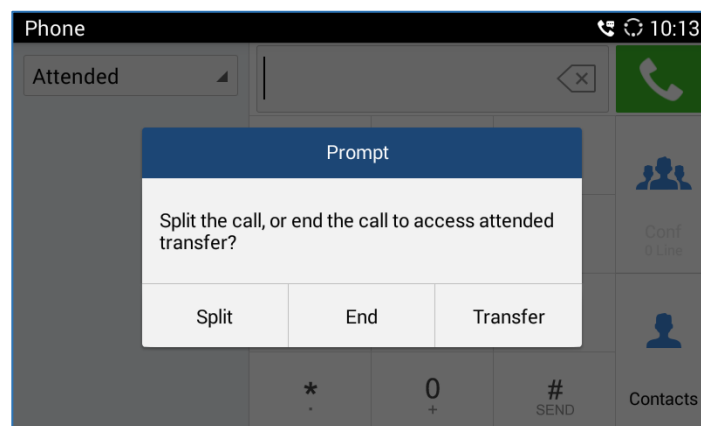 Phone
10:13
Attended
Prompt
Split the call, or end the call to access attended
transfer?
Split
End
Transfer
Conf
0 Line
*
.
0
+
#
SEND
Contacts